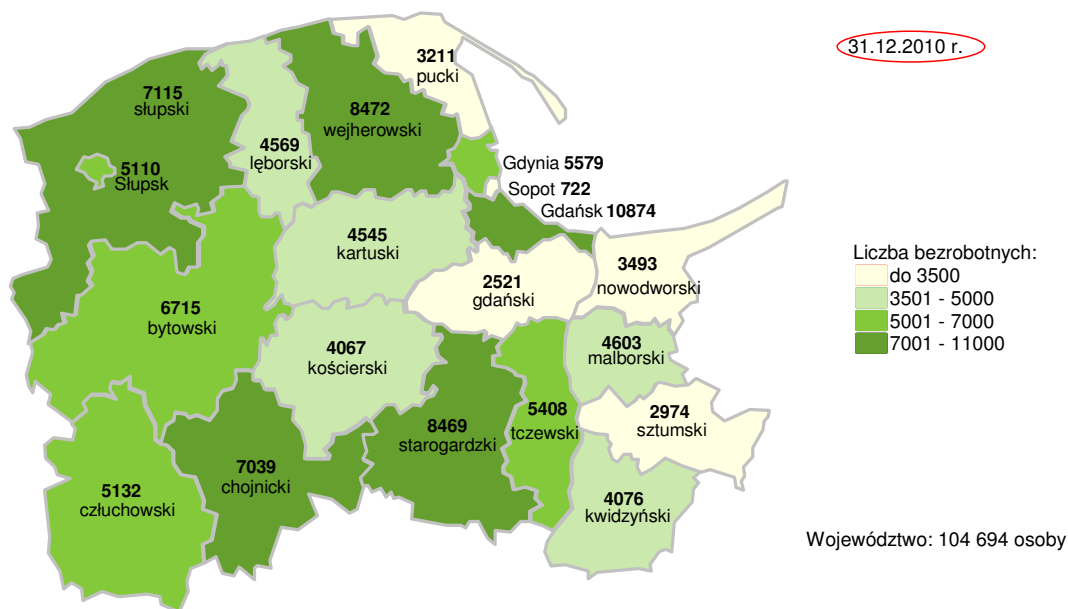 31.12.2010 r.
3211
pucki
7115
słupski
8472
wejherowski
4569
lęborski
5110
Słupsk
Gdynia 5579
Sopot 722
Gdańsk 10874
4545
kartuski
2521
gdański
3493
nowodworski
Liczba bezrobotnych:
do 3500
3501 - 5000
5001 - 7000
7001 - 11000
6715
bytowski
4067
kościerski
4603
malborski
5408
tczewski
2974
sztumski
8469
starogardzki
7039
chojnicki
5132
człuchowski
4076
kwidzyński
Województwo: 104 694 osoby